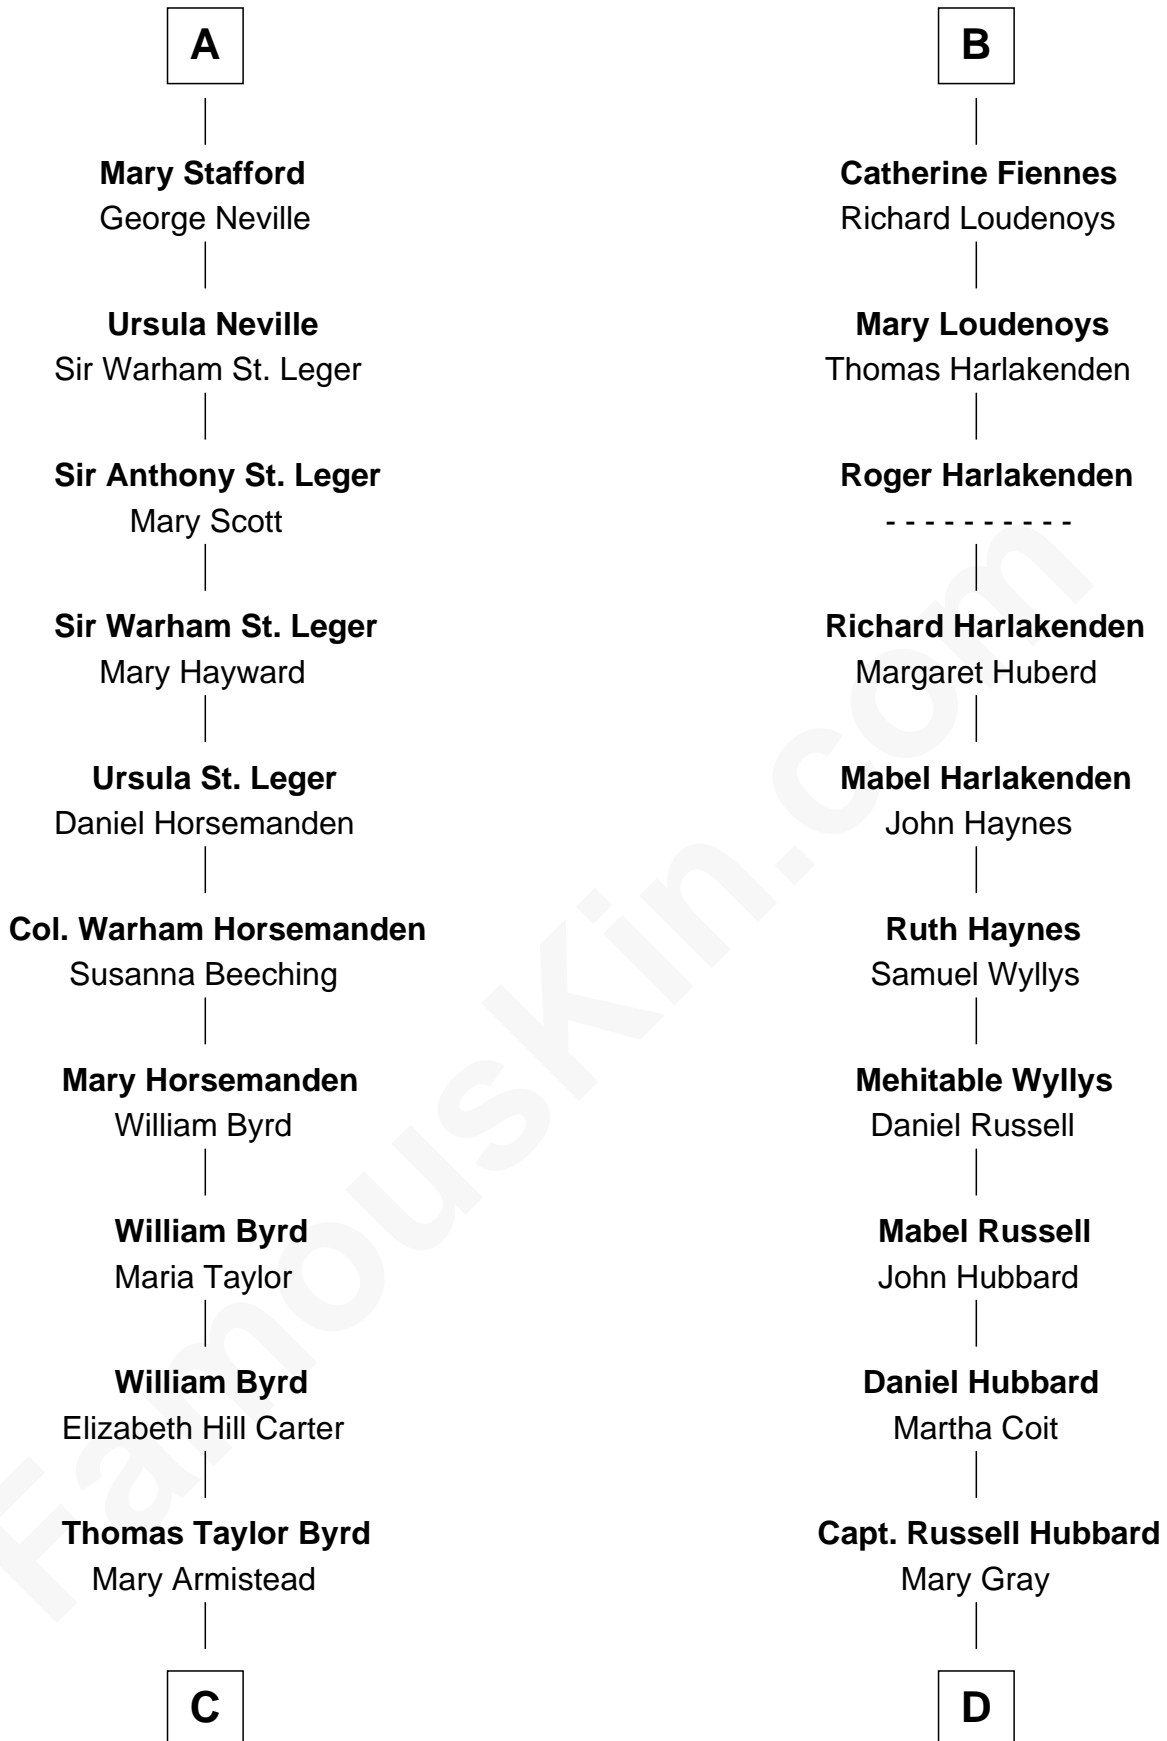 A
Mary Stafford
George Neville
Ursula Neville
Sir Warham St. Leger
Sir Anthony St. Leger
Mary Scott
Sir Warham St. Leger
Mary Hayward
Ursula St. Leger
Daniel Horsemanden
Col. Warham Horsemanden
Susanna Beeching
Mary Horsemanden
William Byrd
William Byrd
Maria Taylor
William Byrd
Elizabeth Hill Carter
Thomas Taylor Byrd
Mary Armistead
C
B
Catherine Fiennes
Richard Loudenoys
Mary Loudenoys
Thomas Harlakenden
Roger Harlakenden
- - - - - - - - - -
Richard Harlakenden
Margaret Huberd
Mabel Harlakenden
John Haynes
Ruth Haynes
Samuel Wyllys
Mehitable Wyllys
Daniel Russell
Mabel Russell
John Hubbard
Daniel Hubbard
Martha Coit
Capt. Russell Hubbard
Mary Gray
D
FamousKin.com